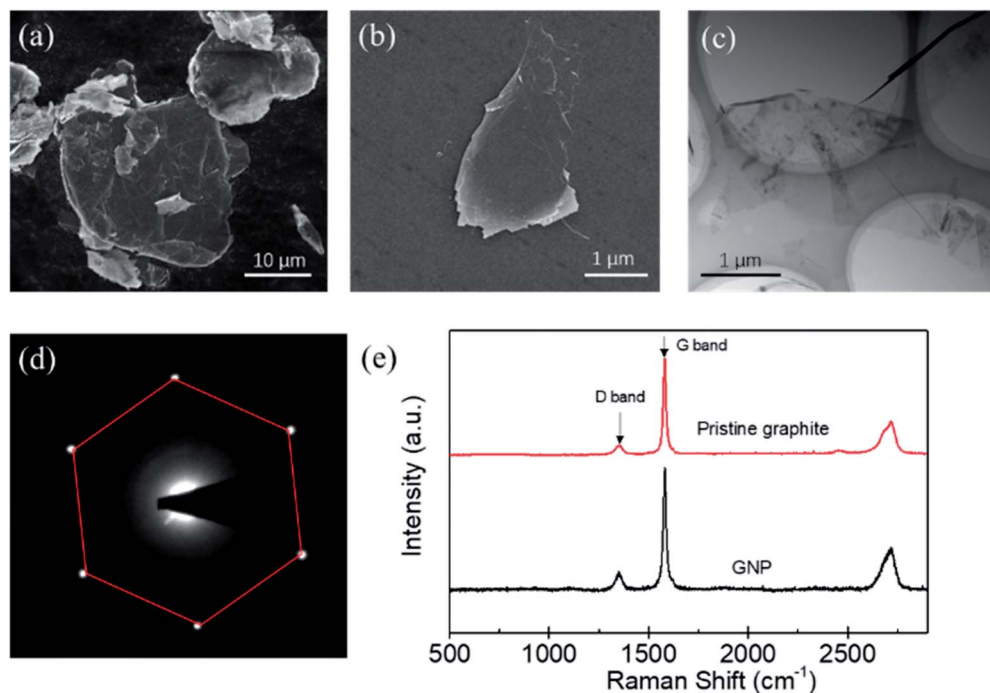 (a)
10 μm
(b)
1 μm
(c)
1 μm
(d)
(e)
G band
D band
Pristine graphite
GNP
Intensity (a.u.)
500 1000 1500 2000 2500
Raman Shift (cm⁻¹)